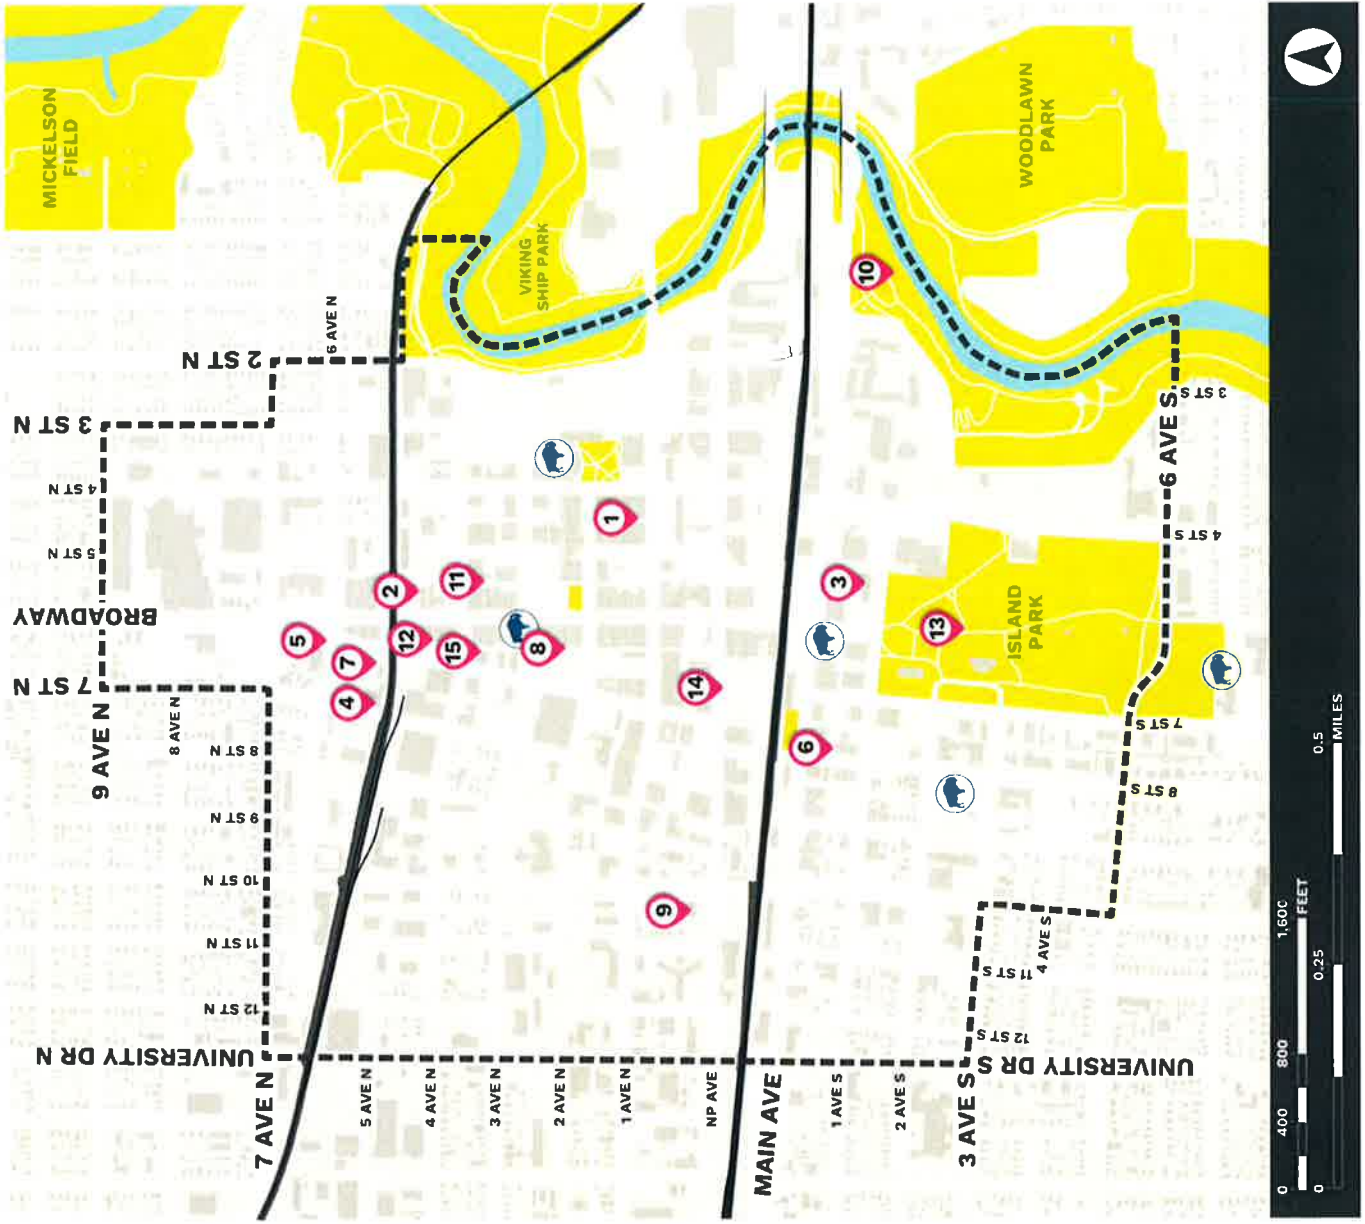 MICKELSON
FIELD
VIKING
SHIP PARK
WOODLAWN
PARK
ISLAND
PARK
2 ST N
3 ST N
4 ST N
5 ST N
BROADWAY
7 ST N
9 AVE N
8 AVE N
6 AVE N
8 ST N
9 ST N
10 ST N
11 ST N
12 ST N
UNIVERSITY DR N
7 AVE N
5 AVE N
4 AVE N
3 AVE N
2 AVE N
1 AVE N
NP AVE
MAIN AVE
1 AVE S
2 AVE S
3 AVE S
UNIVERSITY DR S
12 ST S
11 ST S
4 AVE S
8 ST S
7 ST S
6 AVE S
4 ST S
3 ST S
1
2
3
4
5
6
7
8
9
10
11
12
13
14
15
0 400 800 1,600
FEET
0 0.25 0.5
MILES